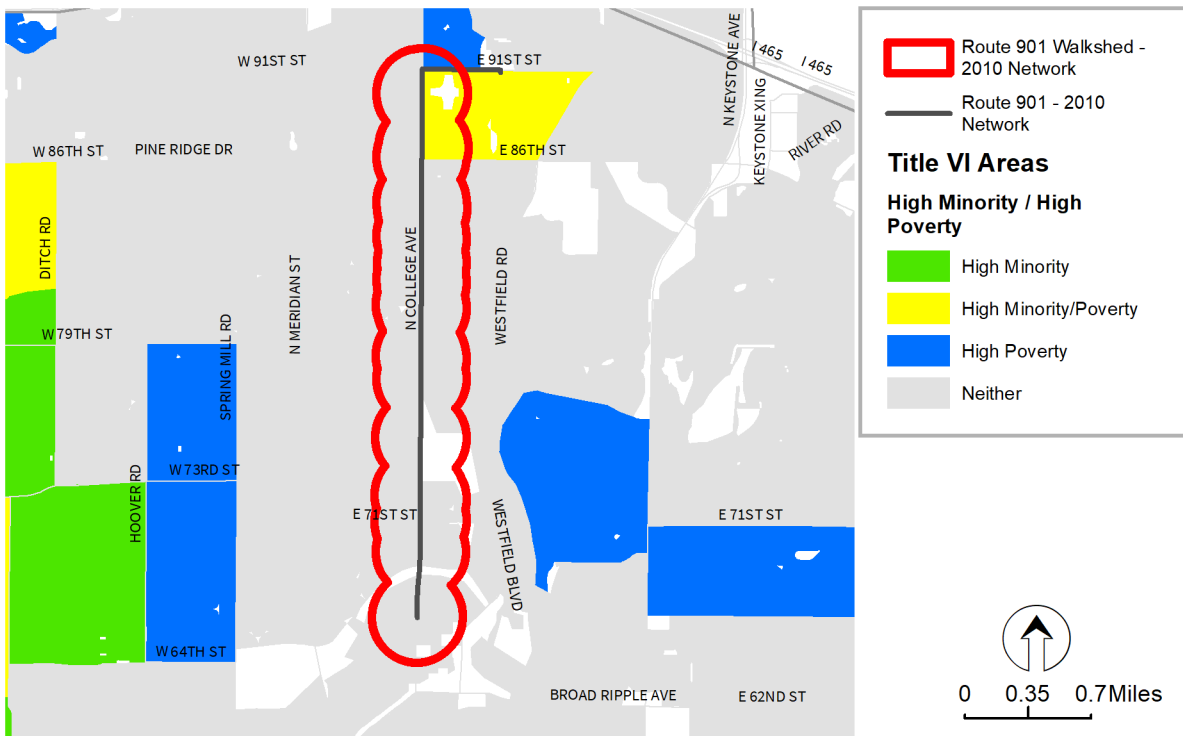 W 91ST ST
E 91ST ST
N KEYSTONE AVE
I 465
I 465
W 86TH ST
PINE RIDGE DR
E 86TH ST
KEYSTONE XING
RIVER RD
DITCH RD
N MERIDIAN ST
N COLLEGE AVE
WESTFIELD RD
W 79TH ST
SPRING MILL RD
W 73RD ST
HOOVER RD
E 71ST ST
WESTFIELD BLVD
E 71ST ST
W 64TH ST
BROAD RIPPLE AVE
E 62ND ST
Route 901 Walkshed -
2010 Network
Route 901 - 2010
Network
Title VI Areas
High Minority / High
Poverty
High Minority
High Minority/Poverty
High Poverty
Neither
0 0.35 0.7 Miles